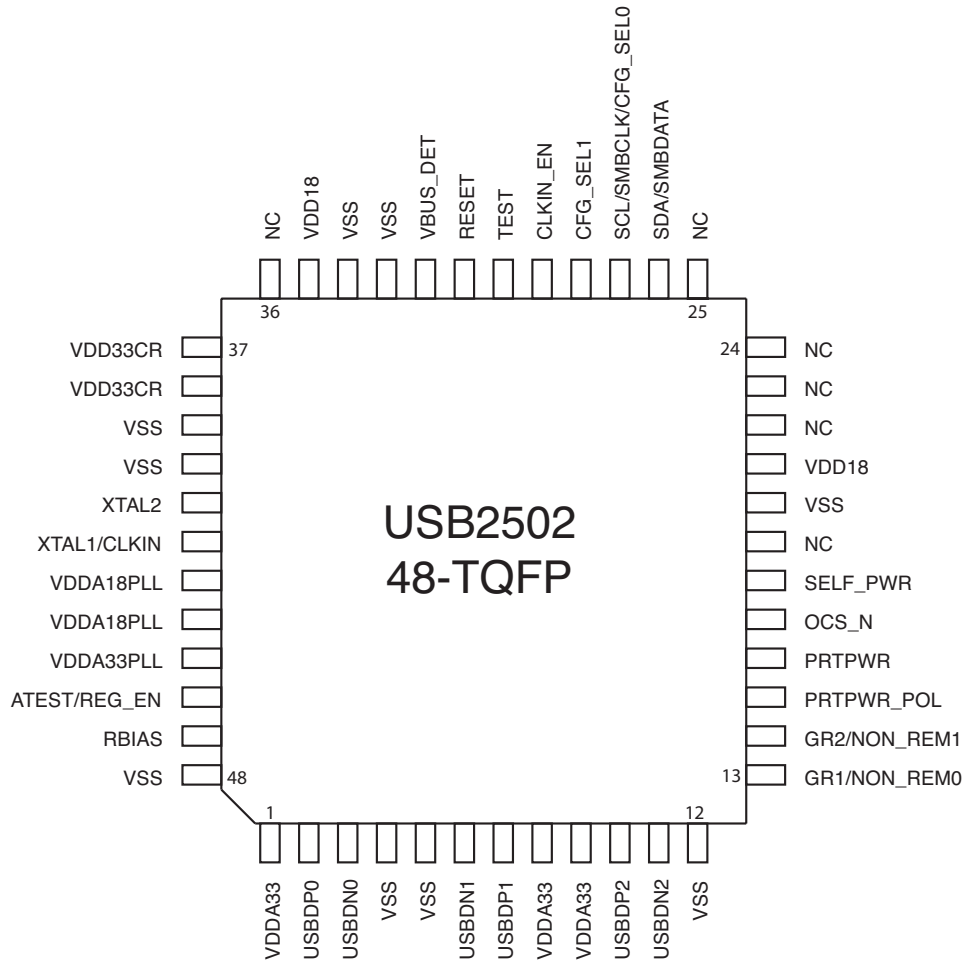 NC
VDD18
VSS
VSS
VBUS_DET
RESET
TEST
CLKIN_EN
CFG_SEL1
SCL/SMBCLK/CFG_SEL0
SDA/SMBDATA
NC
36
25
VDD33CR
37
24
NC
VDD33CR
NC
VSS
NC
VSS
VDD18
XTAL2
VSS
XTAL1/CLKIN
NC
VDDA18PLL
SELF_PWR
VDDA18PLL
OCS_N
VDDA33PLL
PRTPWR
ATEST/REG_EN
PRTPWR_POL
RBIAS
GR2/NON_REM1
VSS
48
13
GR1/NON_REM0
USB2502
48-TQFP
1
12
VDDA33
USBDP0
USBDN0
VSS
VSS
USBDN1
USBDP1
VDDA33
VDDA33
USBDP2
USBDN2
VSS